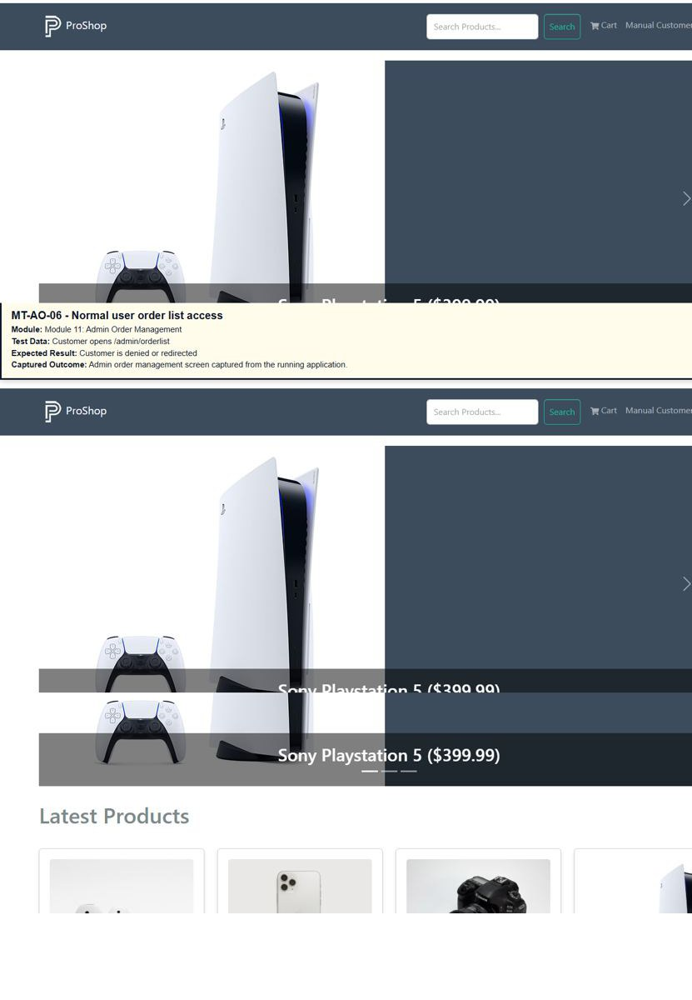 ProShop
Search Products...
Search
Cart
Manual Customer
Sony Playstation 5 ($399.99)
MT-AO-06 - Normal user order list access
Module: Module 11: Admin Order Management
Test Data: Customer opens /admin/orderlist
Expected Result: Customer is denied or redirected
Captured Outcome: Admin order management screen captured from the running application.
ProShop
Search Products...
Search
Cart
Manual Customer
Sony Playstation 5 ($399.99)
Sony Playstation 5 ($399.99)
Latest Products